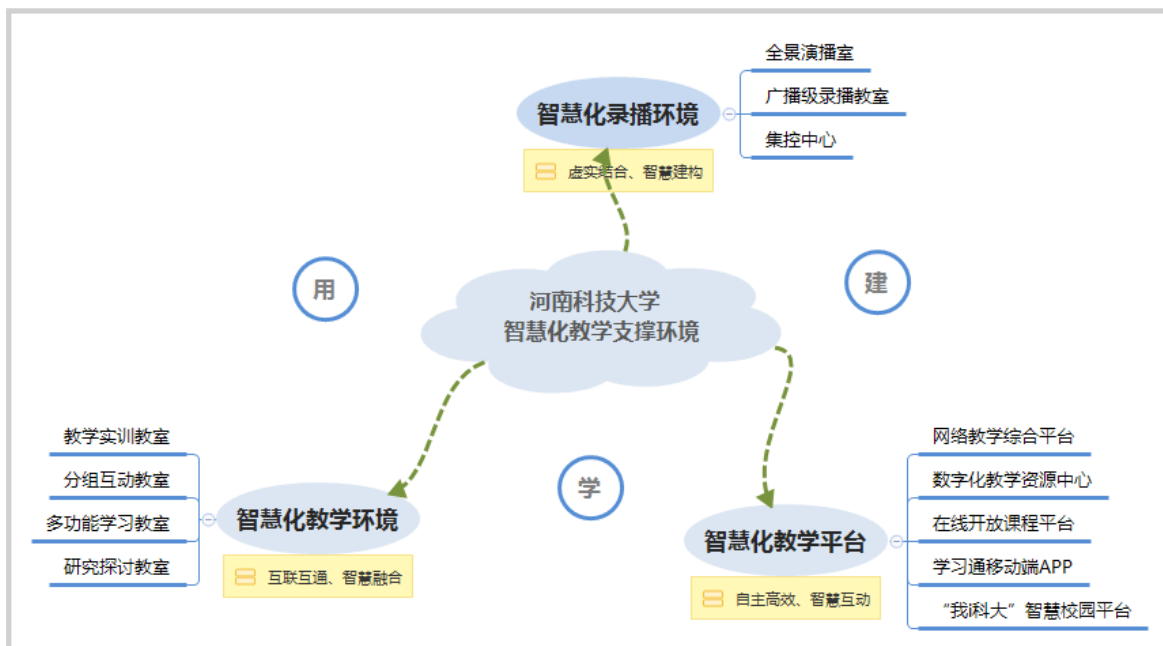 全景演播室
广播级录播教室
集控中心
智慧化录播环境
虚实结合、智慧建构
用
建
河南科技大学
智慧化教学支撑环境
学
教学实训教室
分组互动教室
多功能学习教室
研究探讨教室
智慧化教学环境
互联互通、智慧融合
智慧化教学平台
自主高效、智慧互动
网络教学综合平台
数字化教学资源中心
在线开放课程平台
学习通移动端APP
“我i科大”智慧校园平台